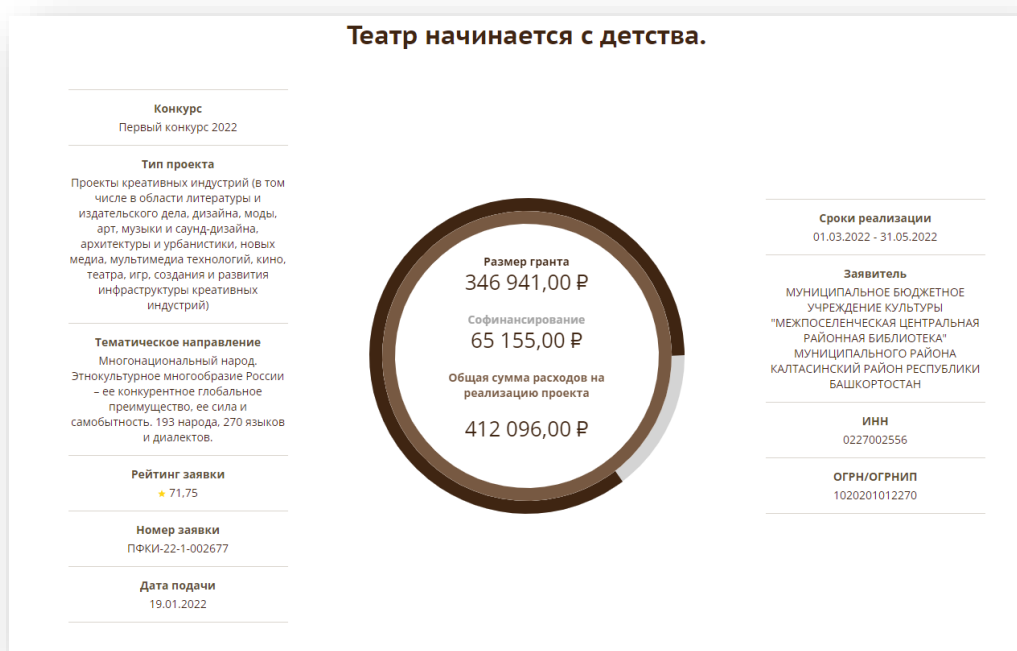 Театр начинается с детства.
Конкурс
Первый конкурс 2022
Тип проекта
Проекты креативных индустрий (в том
числе в области литературы и
издательского дела, дизайна, моды,
арт, музыки и саунд-дизайна,
архитектуры и урбанистики, новых
медиа, мультимедиа технологий, кино,
театра, игр, создания и развития
инфраструктуры креативных
индустрий)
Тематическое направление
Многонациональный народ.
Этнокультурное многообразие России
– ее конкурентное глобальное
преимущество, ее сила и
самобытность. 193 народа, 270 языков
и диалектов.
Рейтинг заявки
★ 71,75
Номер заявки
ПФКИ-22-1-002677
Дата подачи
19.01.2022
Размер гранта
346 941,00 ₽
Cофинансирование
65 155,00 ₽
Общая сумма расходов на
реализацию проекта
412 096,00 ₽
Сроки реализации
01.03.2022 - 31.05.2022
Заявитель
МУНИЦИПАЛЬНОЕ БЮДЖЕТНОЕ
УЧРЕЖДЕНИЕ КУЛЬТУРЫ
"МЕЖПОСЕЛЕНЧЕСКАЯ ЦЕНТРАЛЬНАЯ
РАЙОННАЯ БИБЛИОТЕКА"
МУНИЦИПАЛЬНОГО РАЙОНА
КАЛТАСИНСКИЙ РАЙОН РЕСПУБЛИКИ
БАШКОРТОСТАН
ИНН
0227002556
ОГРН/ОГРНИП
1020201012270